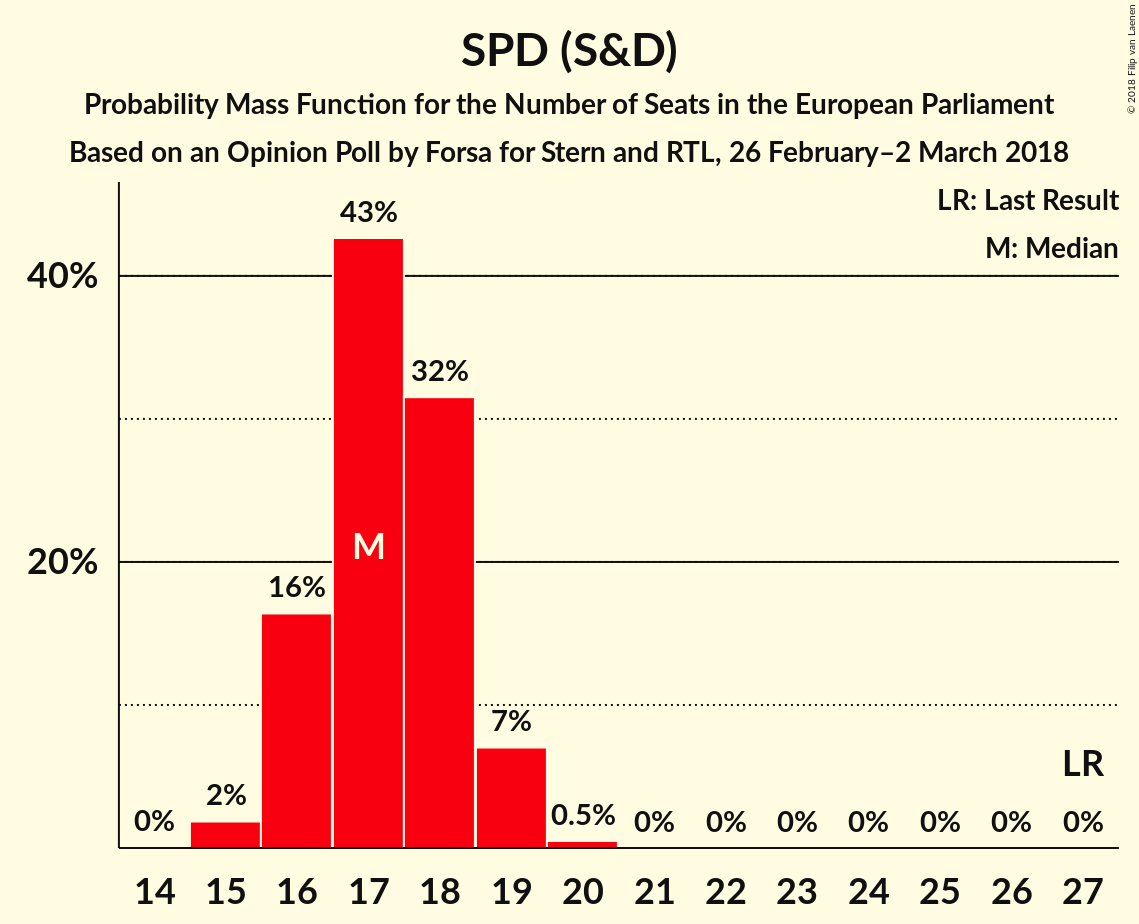 SPD (S&D)
Probability Mass Function for the Number of Seats in the European Parliament
Based on an Opinion Poll by Forsa for Stern and RTL, 26 February–2 March 2018
© 2018 Filip van Laenen
LR: Last Result
M: Median
43%
40%
32%
M
20%
16%
7%
LR
2%
0% 0.5% 0% 0% 0% 0% 0% 0% 0%
14 15 16 17 18 19 20 21 22 23 24 25 26 27